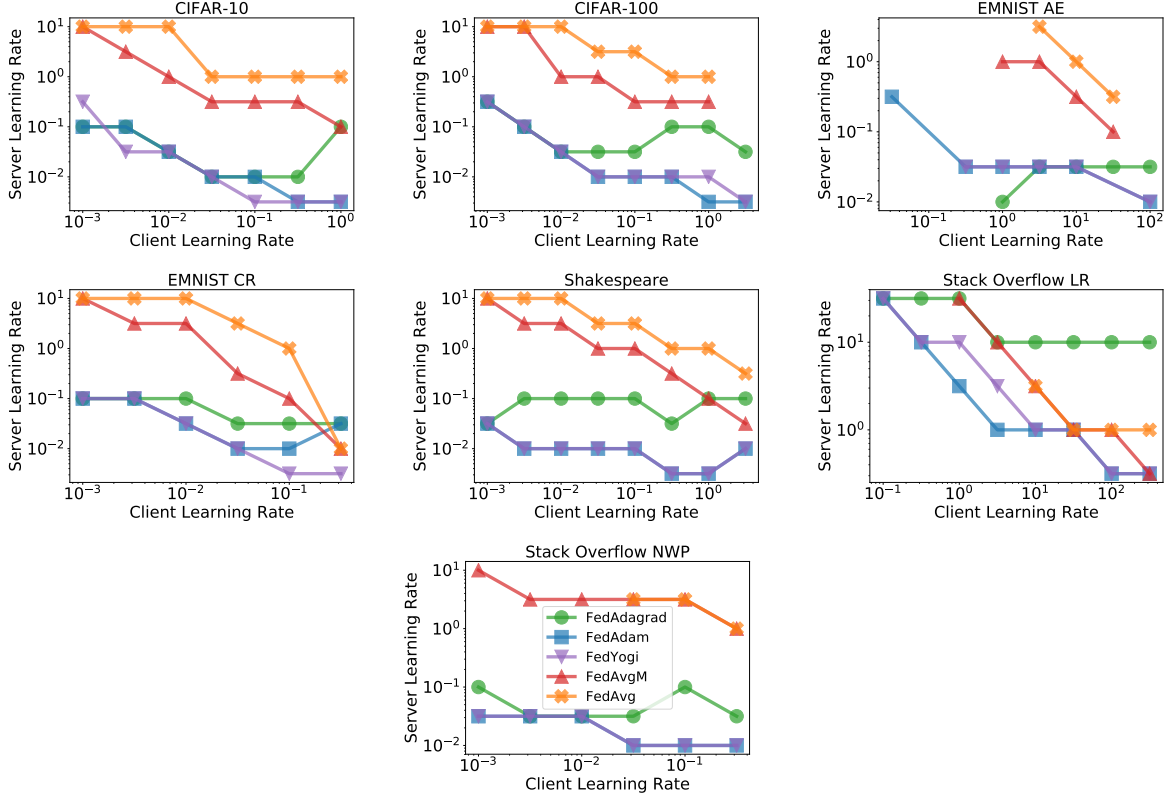 CIFAR-10
10^1
10^0
10^−1
10^−2
Server Learning Rate
10^−3
10^−2
10^−1
10^0
Client Learning Rate
CIFAR-100
10^1
10^0
10^−1
10^−2
Server Learning Rate
10^−3
10^−2
10^−1
10^0
Client Learning Rate
EMNIST AE
10^0
10^−1
10^−2
Server Learning Rate
10^−1
10^0
10^1
10^2
Client Learning Rate
EMNIST CR
10^1
10^0
10^−1
10^−2
Server Learning Rate
10^−3
10^−2
10^−1
Client Learning Rate
Shakespeare
10^1
10^0
10^−1
10^−2
Server Learning Rate
10^−3
10^−2
10^−1
10^0
Client Learning Rate
Stack Overflow LR
10^1
10^0
Server Learning Rate
10^−1
10^0
10^1
10^2
Client Learning Rate
Stack Overflow NWP
10^1
10^0
10^−1
10^−2
Server Learning Rate
FedAdagrad
FedAdam
FedYogi
FedAvgM
FedAvg
10^−3
10^−2
10^−1
Client Learning Rate